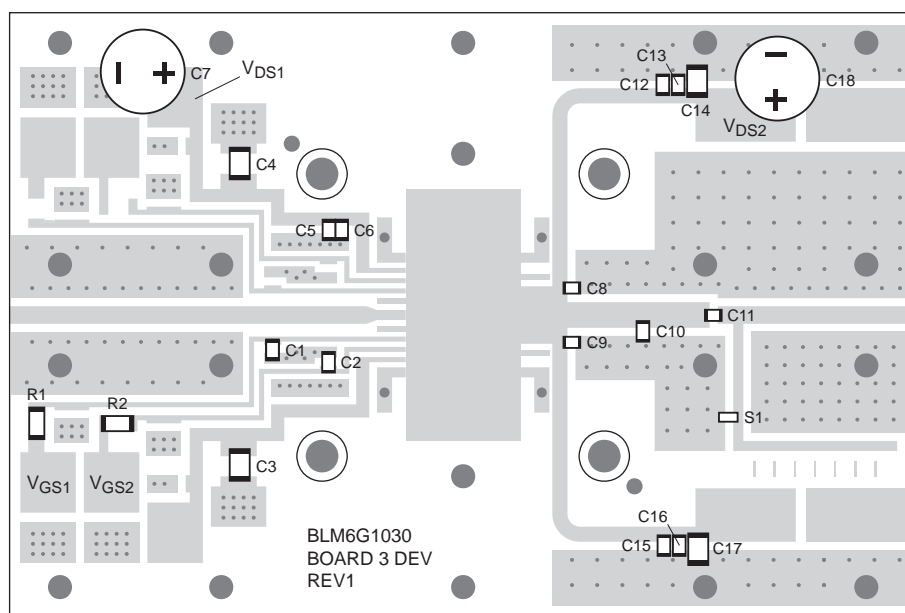 C7
VDS1
C13
C12
C14
C18
VDS2
C4
C5
C6
C8
C11
C10
C1
C9
C2
R1
R2
S1
C3
VGS1
VGS2
C16
BLM6G1030
BOARD 3 DEV
REV1
C15
C17